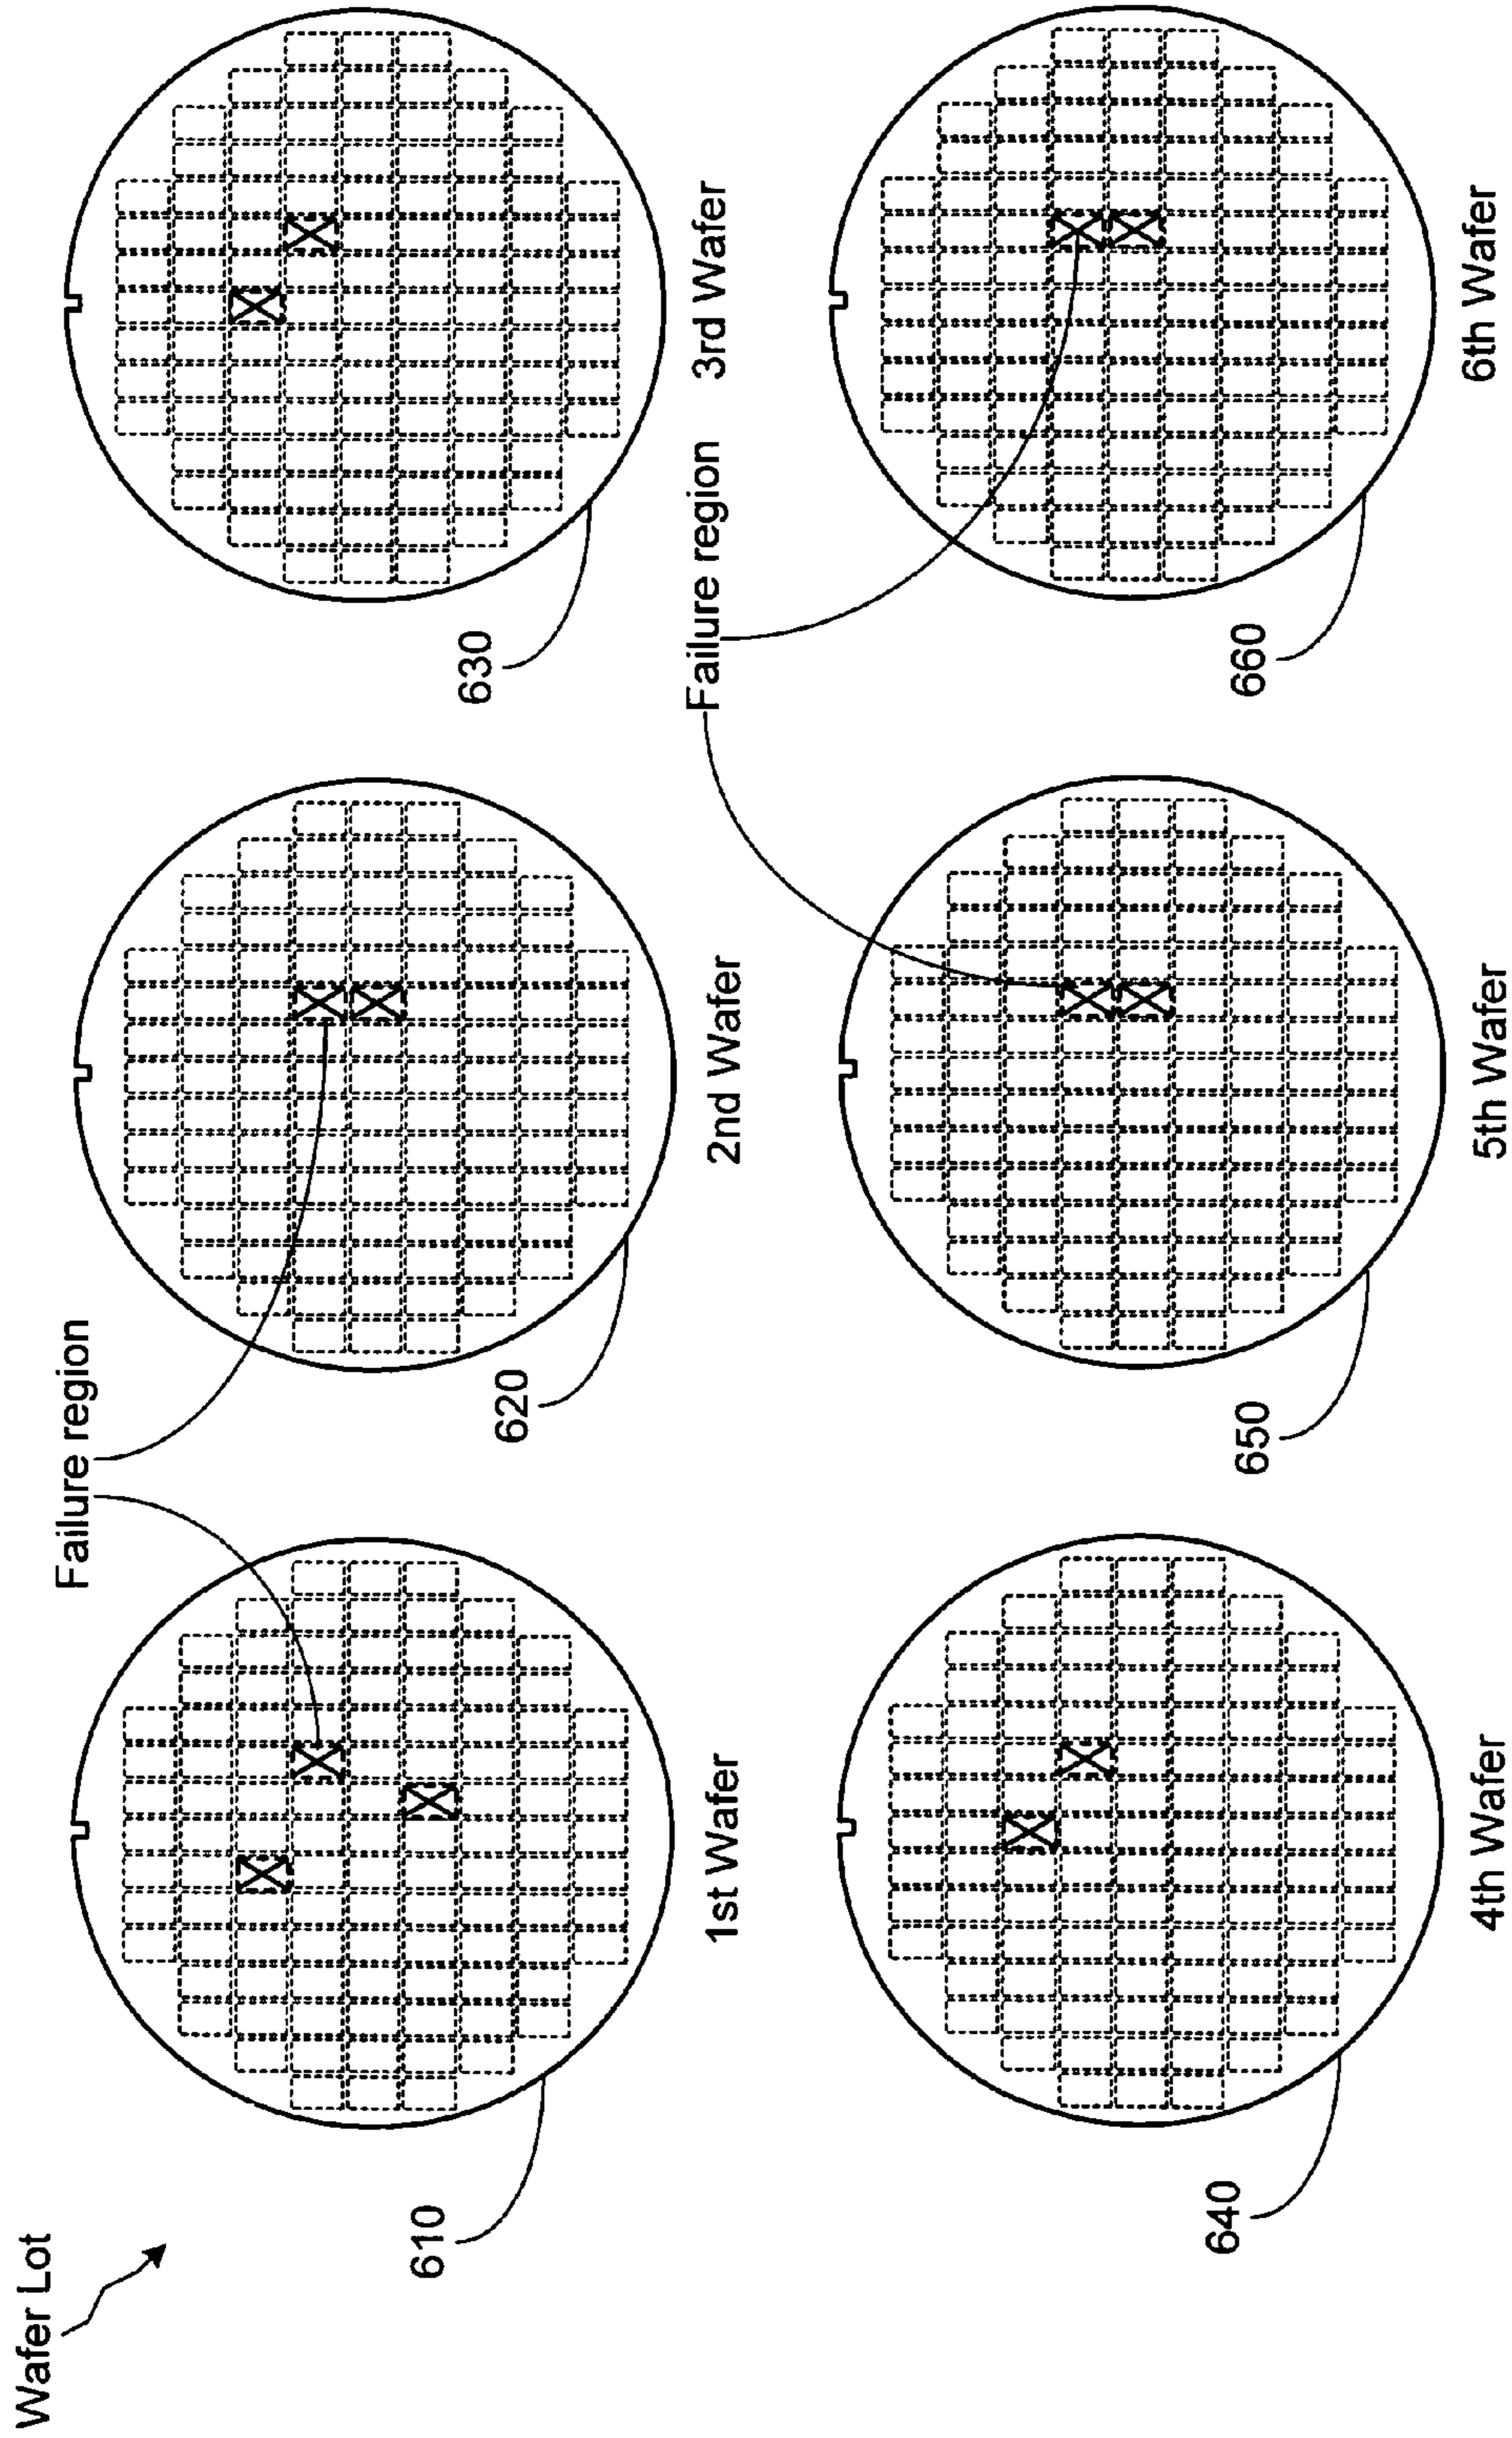 Wafer Lot
Failure region
610
620
630
1st Wafer
2nd Wafer
3rd Wafer
Failure region
640
650
660
4th Wafer
5th Wafer
6th Wafer